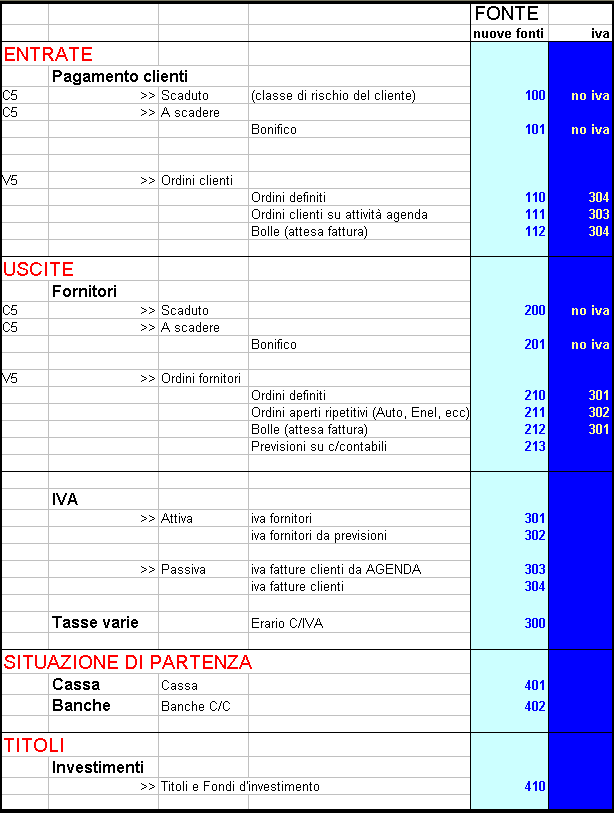 FONTE
nuove fonti iva
ENTRATE
Pagamento clienti
C5 >> Scaduto (classe di rischio del cliente) 100 no iva
C5 >> A scadere
Bonifico 101 no iva
V5 >> Ordini clienti
Ordini definiti 110 304
Ordini clienti su attività agenda 111 303
Bolle (attesa fattura) 112 304
USCITE
Fornitori
C5 >> Scaduto 200 no iva
C5 >> A scadere
Bonifico 201 no iva
V5 >> Ordini fornitori
Ordini definiti 210 301
Ordini aperti ripetitivi (Auto, Enel, ecc) 211 302
Bolle (attesa fattura) 212 301
Previsioni su c/contabili 213
IVA
>> Attiva iva fornitori 301
iva fornitori da previsioni 302
>> Passiva iva fatture clienti da AGENDA 303
iva fatture clienti 304
Tasse varie Erario C/IVA 300
SITUAZIONE DI PARTENZA
Cassa Cassa 401
Banche Banche C/C 402
TITOLI
Investimenti
>> Titoli e Fondi d'investimento 410